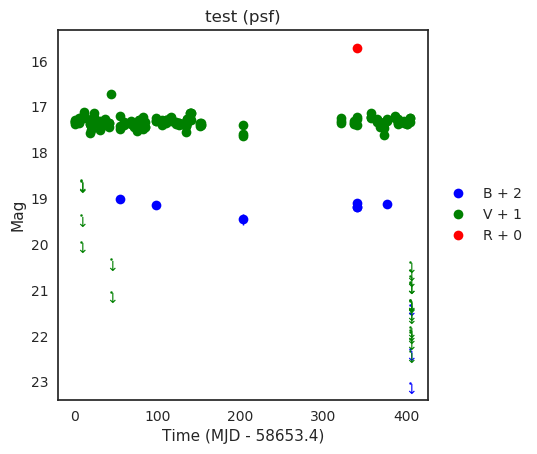 test (psf)
16
17
18
19
20
21
22
23
Mag
0
100
200
300
400
Time (MJD - 58653.4)
B + 2
V + 1
R + 0